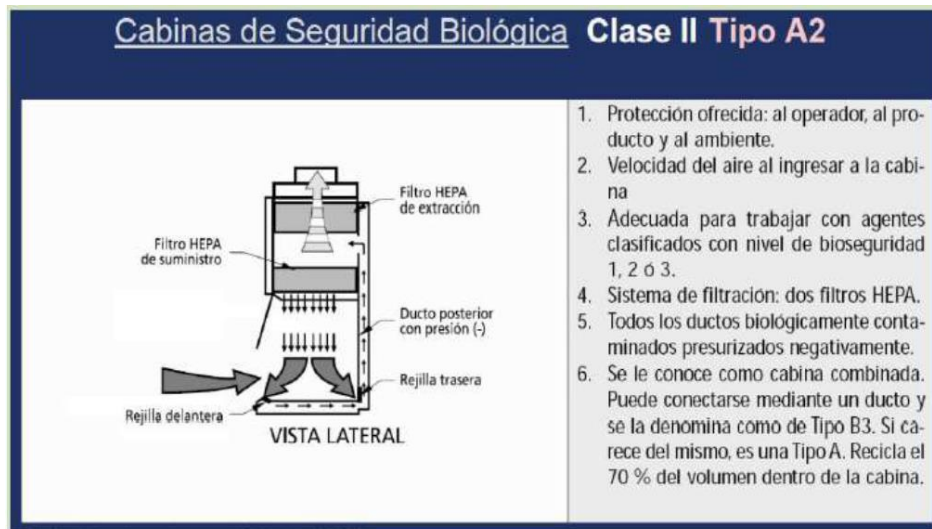 Cabinas de Seguridad Biológica Clase II Tipo A2
Filtro HEPA
de extracción
Filtro HEPA
de suministro
Ducto posterior
con presión (-)
Rejilla trasera
Rejilla delantera
VISTA LATERAL
1. Protección ofrecida: al operador, al pro-
ducto y al ambiente.
2. Velocidad del aire al ingresar a la cabi-
na
3. Adecuada para trabajar con agentes
clasificados con nivel de bioseguridad
1, 2 ó 3.
4. Sistema de filtración: dos filtros HEPA.
5. Todos los ductos biológicamente conta-
minados presurizados negativamente.
6. Se le conoce como cabina combinada.
Puede conectarse mediante un ducto y
se la denomina como de Tipo B3. Si ca-
rece del mismo, es una Tipo A. Recicla el
70 % del volumen dentro de la cabina.